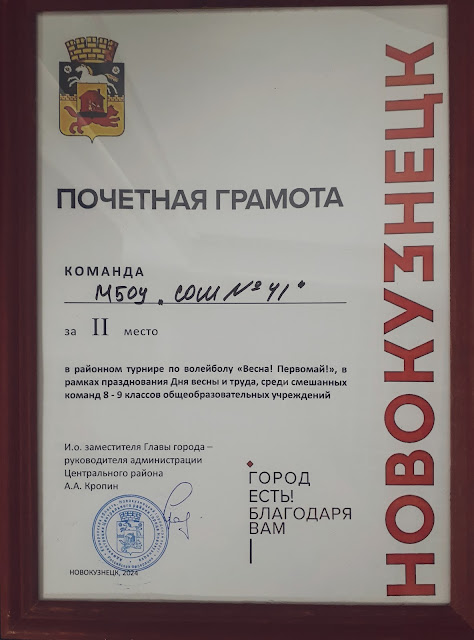 ПОЧЕТНАЯ ГРАМОТА
КОМАНДА
МБОУ „СОШ № 41"
за II место
в районном турнире по волейболу «Весна! Первомай!», в
рамках празднования Дня весны и труда, среди смешанных
команд 8 - 9 классов общеобразовательных учреждений
И.о. заместителя Главы города –
руководителя администрации
Центрального района
А.А. Кропин
НОВОКУЗНЕЦК, 2024
ГОРОД
ЕСТЬ!
БЛАГОДАРЯ
ВАМ
НОВОКУЗНЕЦК